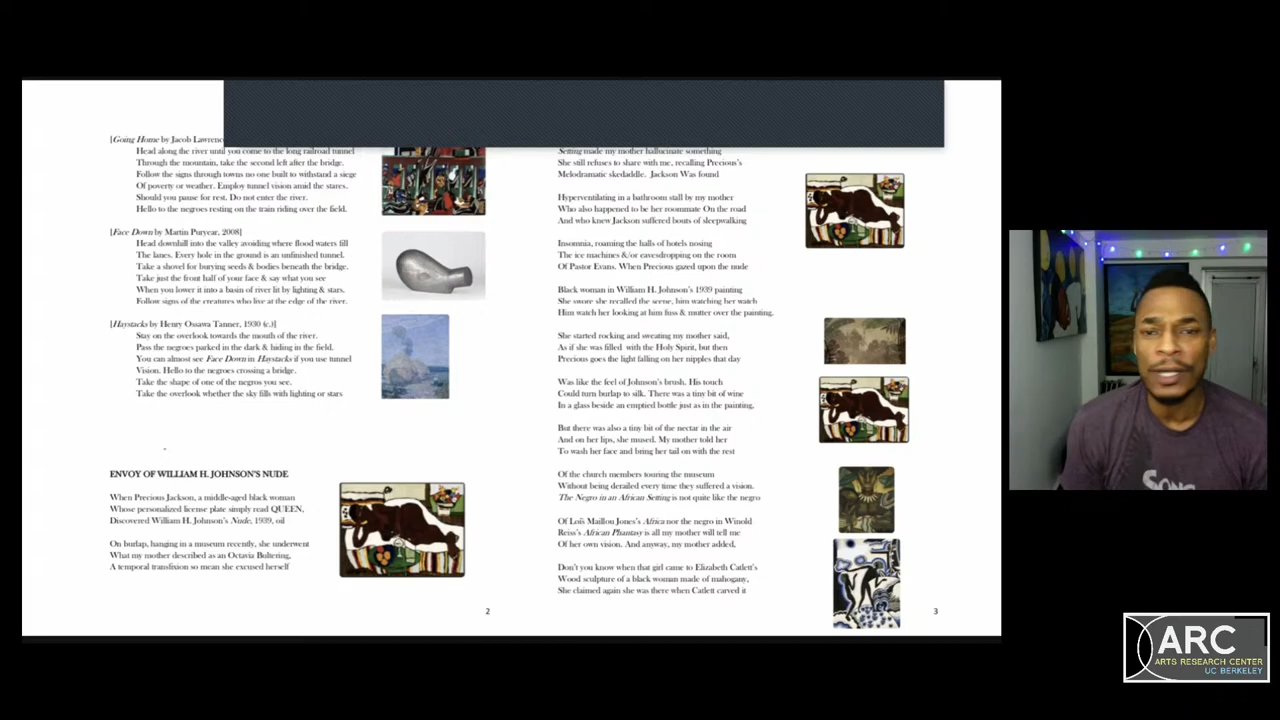 [Going Home by Jacob Lawrenc
Head along the river until you come to the long railroad tunnel
Through the mountain, take the second left after the bridge.
Follow the signs through towns no one built to withstand a siege
Of poverty or weather. Employ tunnel vision amid the stares.
Should you pause for rest. Do not enter the river.
Hello to the negroes resting on the train riding over the field.
[Face Down by Martin Puryear, 2008]
Head downhill into the valley avoiding where flood waters fill
The lanes. Every hole in the ground is an unfinished tunnel.
Take a shovel for burying seeds & bodies beneath the bridge.
Take just the front half of your face & say what you see
When you lower it into a basin of river lit by lighting & stars.
Follow signs of the creatures who live at the edge of the river.
[Haystacks by Henry Ossawa Tanner, 1930 (c.)]
Stay on the overlook towards the mouth of the river.
Pass the negroes parked in the dark & hiding in the field.
You can almost see Face Down in Haystacks if you use tunnel
Vision. Hello to the negroes crossing a bridge.
Take the shape of one of the negros you see.
Take the overlook whether the sky fills with lighting or stars
ENVOY OF WILLIAM H. JOHNSON'S NUDE
When Precious Jackson, a middle-aged black woman
Whose personalized license plate simply read QUEEN,
Discovered William H. Johnson's Nude, 1939, oil
On burlap, hanging in a museum recently, she underwent
What my mother described as an Octavia Bultering,
A temporal transfixion so mean she excused herself
2
Setting made my mother hallucinate something
She still refuses to share with me, recalling Precious's
Melodramatic skedaddle. Jackson Was found
Hyperventilating in a bathroom stall by my mother
Who also happened to be her roommate On the road
And who knew Jackson suffered bouts of sleepwalking
Insomnia, roaming the halls of hotels nosing
The ice machines &/or eavesdropping on the room
Of Pastor Evans. When Precious gazed upon the nude
Black woman in William H. Johnson's 1939 painting
She swore she recalled the scene, him watching her watch
Him watch her looking at him fuss & mutter over the painting.
She started rocking and sweating my mother said,
As if she was filled with the Holy Spirit, but then
Precious goes the light falling on her nipples that day
Was like the feel of Johnson's brush. His touch
Could turn burlap to silk. There was a tiny bit of wine
In a glass beside an emptied bottle just as in the painting,
But there was also a tiny bit of the nectar in the air
And on her lips, she mused. My mother told her
To wash her face and bring her tail on with the rest
Of the church members touring the museum
Without being derailed every time they suffered a vision.
The Negro in an African Setting is not quite like the negro
Of Loïs Maillou Jones's Africa nor the negro in Winold
Reiss's African Phantasy is all my mother will tell me
Of her own vision. And anyway, my mother added,
Don't you know when that girl came to Elizabeth Catlett's
Wood sculpture of a black woman made of mahogany,
She claimed again she was there when Catlett carved it
3
ARC
ARTS RESEARCH CENTER
UC BERKELEY